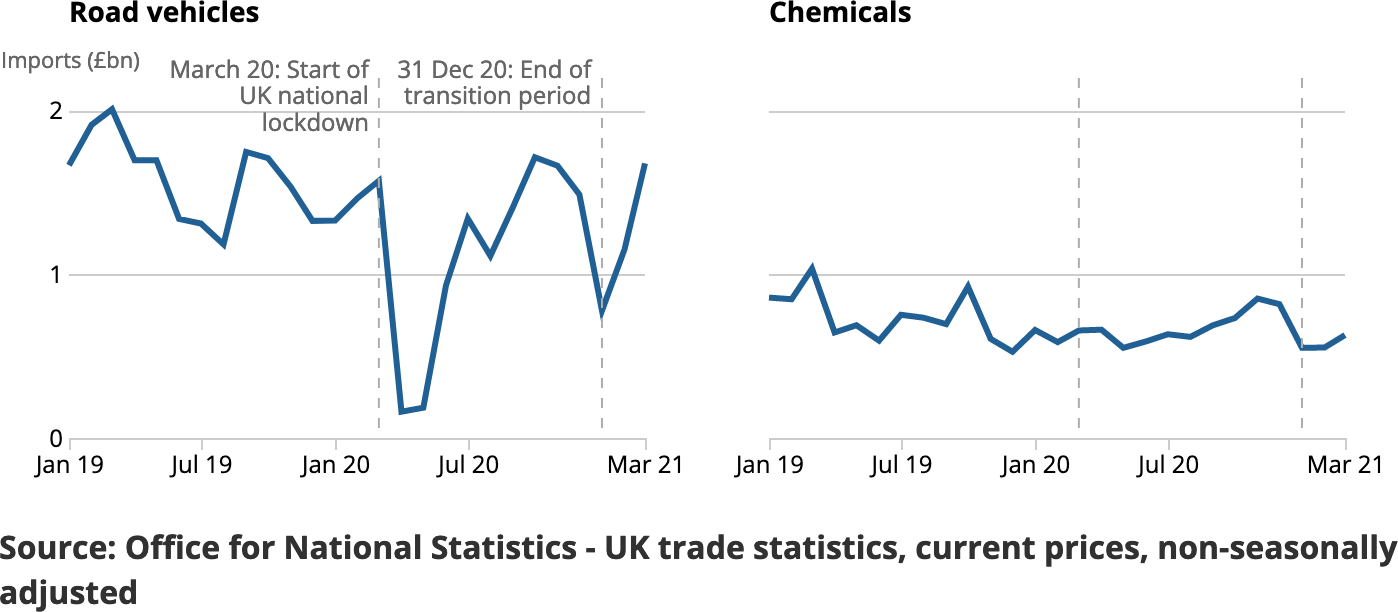 Road vehicles
Imports (£bn)
March 20: Start of
UK national
lockdown
31 Dec 20: End of
transition period
2
1
0
Jan 19
Jul 19
Jan 20
Jul 20
Mar 21
Chemicals
Jan 19
Jul 19
Jan 20
Jul 20
Mar 21
Source: Office for National Statistics - UK trade statistics, current prices, non-seasonally
adjusted